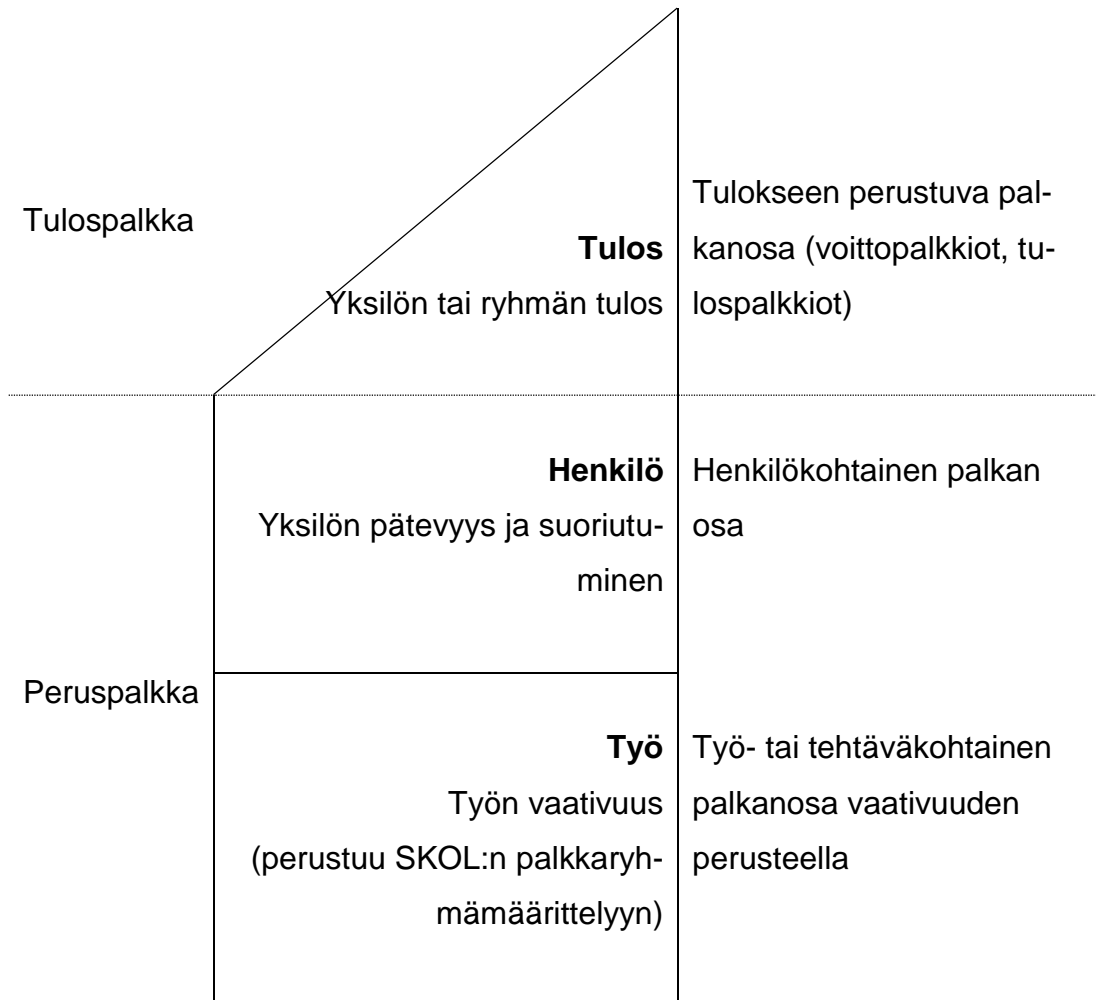 Tulospalkka
Tulos
Yksilön tai ryhmän tulos
Tulokseen perustuva pal-
kanosa (voittopalkkiot, tu-
lospalkkiot)
Peruspalkka
Henkilö
Yksilön pätevyys ja suoriutu-
minen
Henkilökohtainen palkan
osa
Työ
Työn vaativuus
(perustuu SKOL:n palkkaryh-
mämäärittelyyn)
Työ- tai tehtäväkohtainen
palkanosa vaativuuden
perusteella